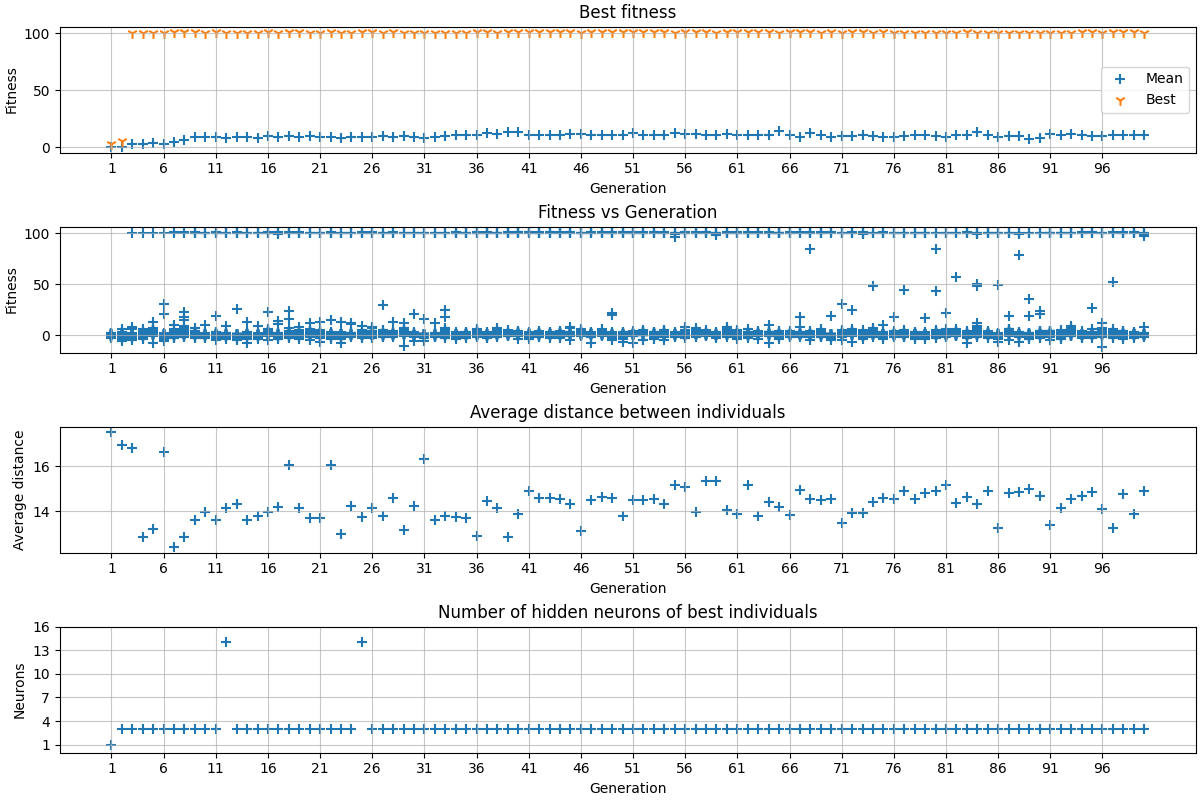 Best fitness
100
50
0
Fitness
Mean
Best
1 6 11 16 21 26 31 36 41 46 51 56 61 66 71 76 81 86 91 96
Generation
Fitness vs Generation
100
50
0
Fitness
1 6 11 16 21 26 31 36 41 46 51 56 61 66 71 76 81 86 91 96
Generation
Average distance between individuals
16
14
Average distance
1 6 11 16 21 26 31 36 41 46 51 56 61 66 71 76 81 86 91 96
Generation
Number of hidden neurons of best individuals
16
13
10
7
4
1
Neurons
1 6 11 16 21 26 31 36 41 46 51 56 61 66 71 76 81 86 91 96
Generation